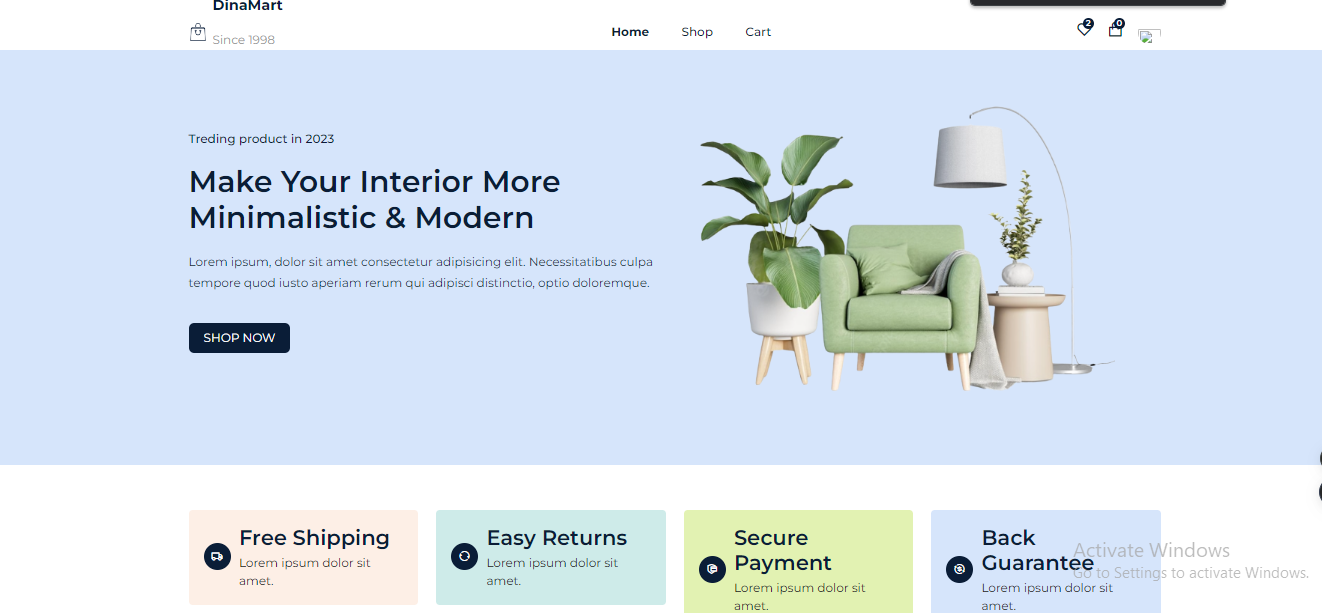 DinaMart
Since 1998
Home
Shop
Cart
2
0
Treding product in 2023
Make Your Interior More
Minimalistic & Modern
Lorem ipsum, dolor sit amet consectetur adipisicing elit. Necessitatibus culpa
tempore quod iusto aperiam rerum qui adipisci distinctio, optio doloremque.
SHOP NOW
Free Shipping
Lorem ipsum dolor sit
amet.
Easy Returns
Lorem ipsum dolor sit
amet.
Secure
Payment
Lorem ipsum dolor sit
amet.
Back
Guarantee
Lorem ipsum dolor sit
amet.
Activate Windows
Go to Settings to activate Windows.